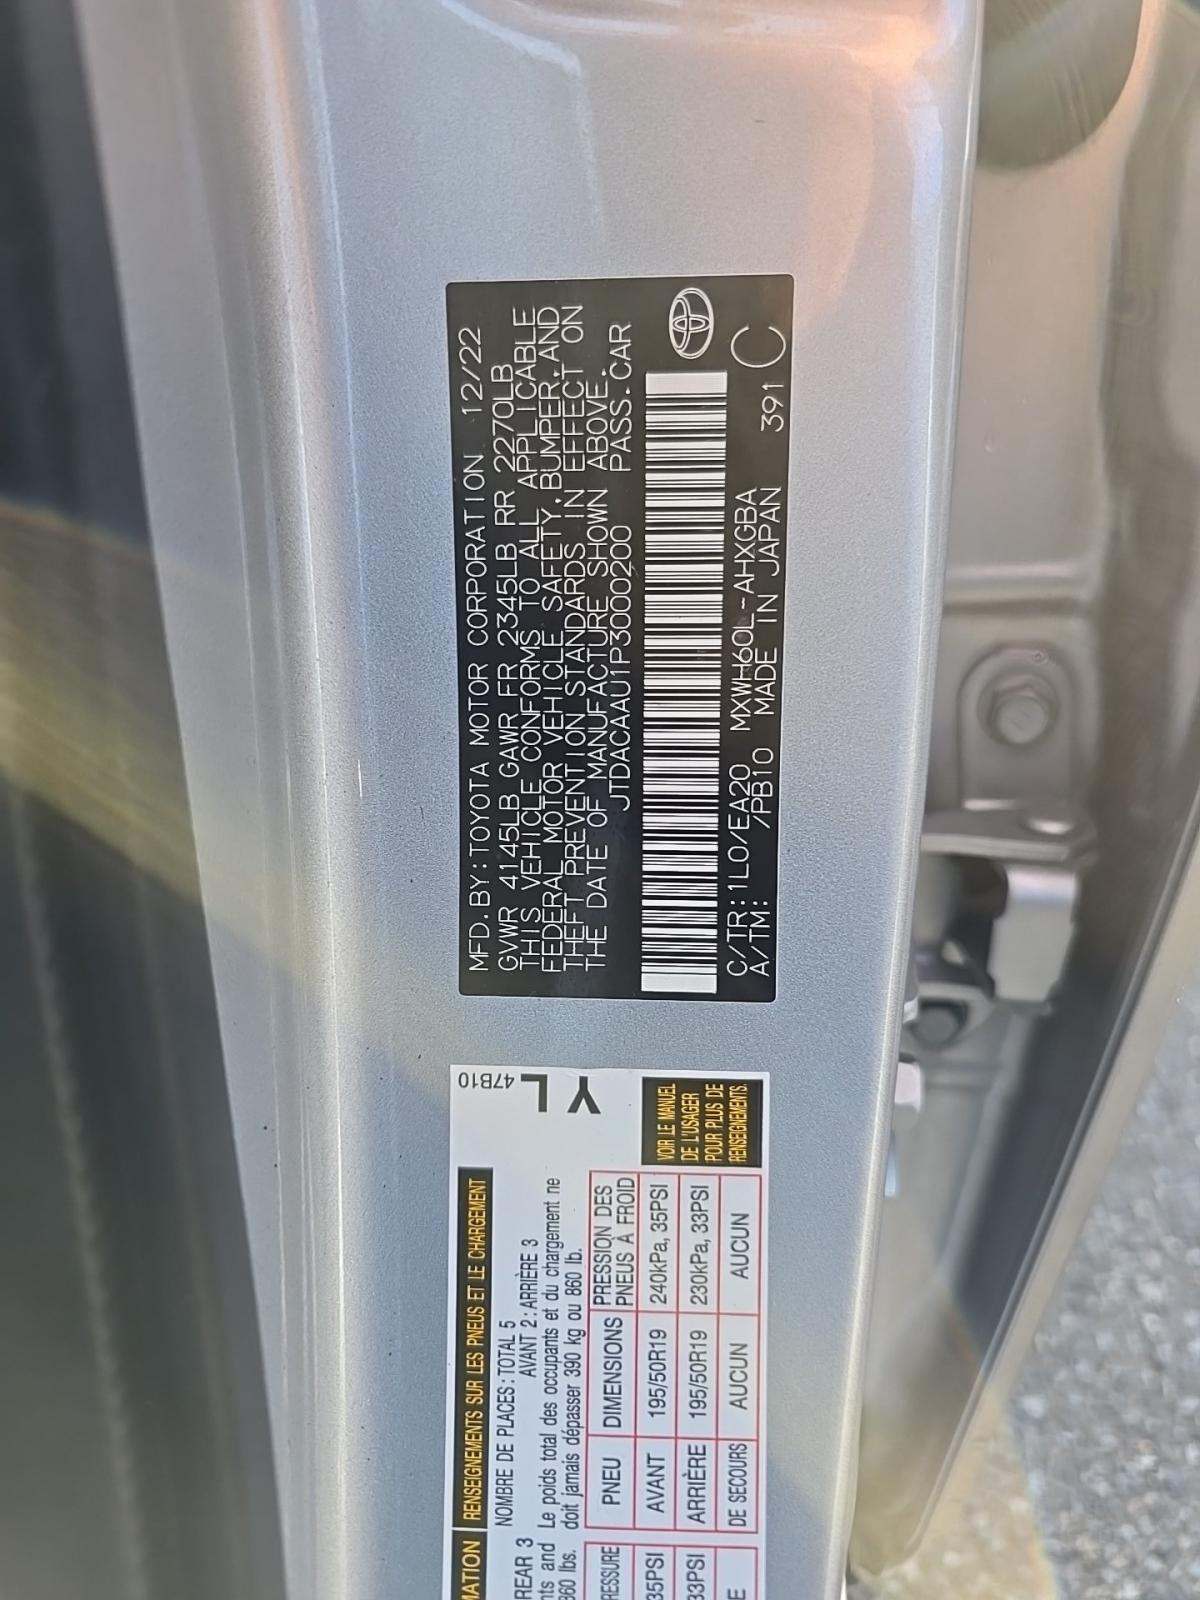 MFD. BY: TOYOTA MOTOR CORPORATION 12/22
GVWR 4145LB GAWR FR 2345LB RR 2270LB
THIS VEHICLE CONFORMS TO ALL APPLICABLE
FEDERAL MOTOR VEHICLE SAFETY, BUMPER, AND
THEFT PREVENTION STANDARDS IN EFFECT ON
THE DATE OF MANUFACTURE SHOWN ABOVE.
JTDACAAU1P3000200 PASS. CAR
C/TR: 1L0/EA20 MXWH60L-AHXGBA
A/TM: /PB10 MADE IN JAPAN 391 C
47B10
YL
MATION RENSEIGNEMENTS SUR LES PNEUS ET LE CHARGEMENT
REAR 3 NOMBRE DE PLACES: TOTAL 5
AVANT 2: ARRIÈRE 3
nts and Le poids total des occupants et du chargement ne
860 lbs. doit jamais dépasser 390 kg ou 860 lb.
RESSURE PNEU DIMENSIONS PRESSION DES PNEUS À FROID
35PSI AVANT 195/50R19 240kPa, 35PSI
33PSI ARRIÈRE 195/50R19 230kPa, 33PSI
E DE SECOURS AUCUN AUCUN
VOIR LE MANUEL
DE L'USAGER
POUR PLUS DE
RENSEIGNEMENTS.